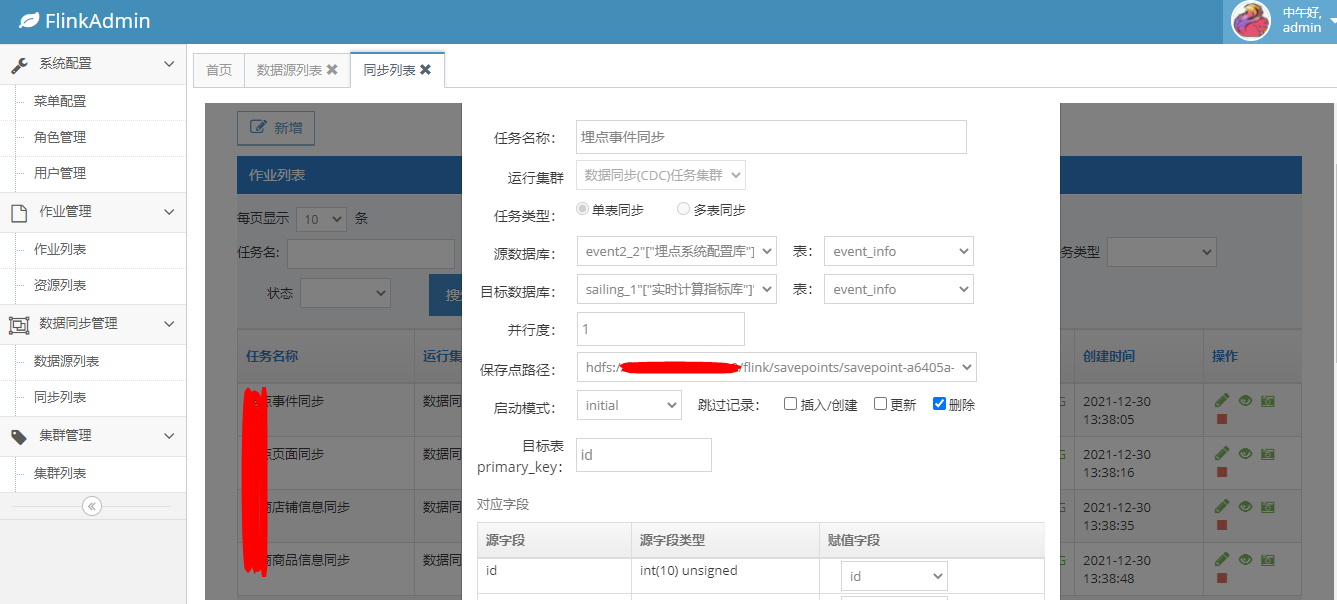 FlinkAdmin
中午好,
admin
系统配置
菜单配置
角色管理
用户管理
作业管理
作业列表
资源列表
数据同步管理
数据源列表
同步列表
集群管理
集群列表
首页 数据源列表 同步列表
新增
作业列表
每页显示 10 条
任务名:
务类型
状态
任务名称 运行集 创建时间 操作
点事件同步 数据同 2021-12-30
13:38:05
点页面同步 数据同 2021-12-30
13:38:16
店铺信息同步 数据同 2021-12-30
13:38:35
商品信息同步 数据同 2021-12-30
13:38:48
任务名称: 埋点事件同步
运行集群 数据同步(CDC)任务集群
任务类型: 单表同步 多表同步
源数据库: event2_2"["埋点系统配置库"] 表: event_info
目标数据库: sailing_1"["实时计算指标库"]" 表: event_info
并行度: 1
保存点路径: hdfs:/ /flink/savepoints/savepoint-a6405a-
启动模式: initial 跳过记录: 插入/创建 更新 删除
目标表
primary_key: id
对应字段
源字段 源字段类型 赋值字段
id int(10) unsigned id